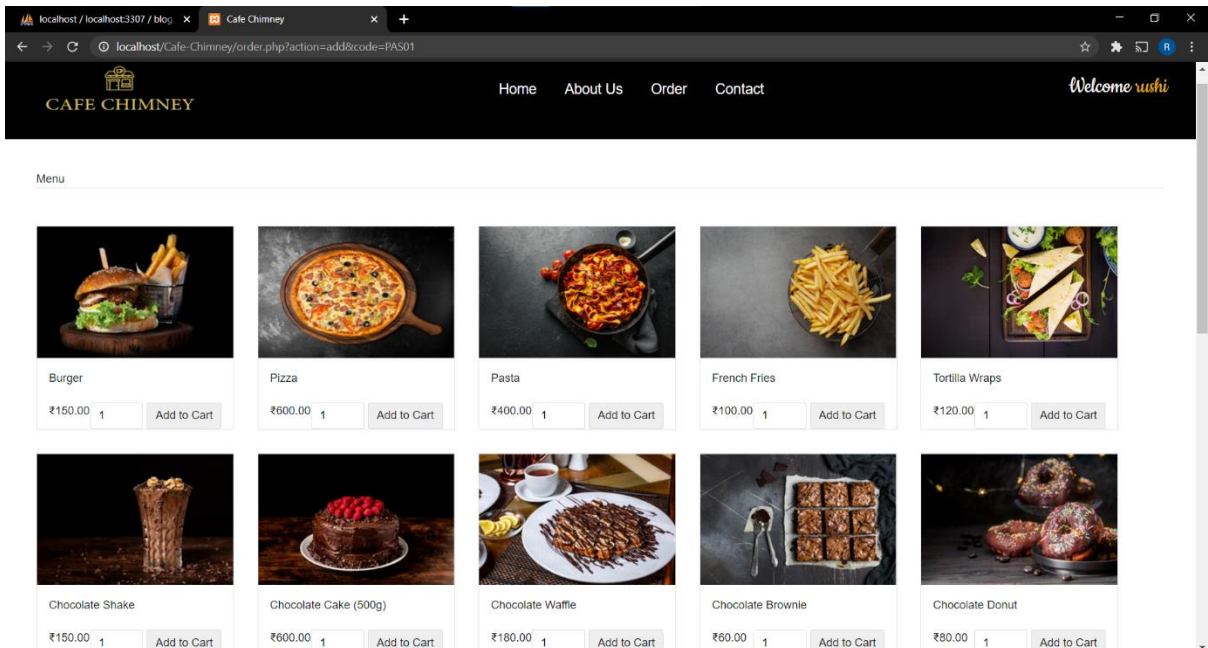 localhost / localhost:3307 / blog
Cafe Chimney
localhost/Cafe-Chimney/order.php?action=add&code=PAS01
R
CAFE CHIMNEY
Home About Us Order Contact
Welcome rushi
Menu
Burger
₹150.00 1 Add to Cart
Pizza
₹600.00 1 Add to Cart
Pasta
₹400.00 1 Add to Cart
French Fries
₹100.00 1 Add to Cart
Tortilla Wraps
₹120.00 1 Add to Cart
Chocolate Shake
₹150.00 1 Add to Cart
Chocolate Cake (500g)
₹600.00 1 Add to Cart
Chocolate Waffle
₹180.00 1 Add to Cart
Chocolate Brownie
₹60.00 1 Add to Cart
Chocolate Donut
₹80.00 1 Add to Cart